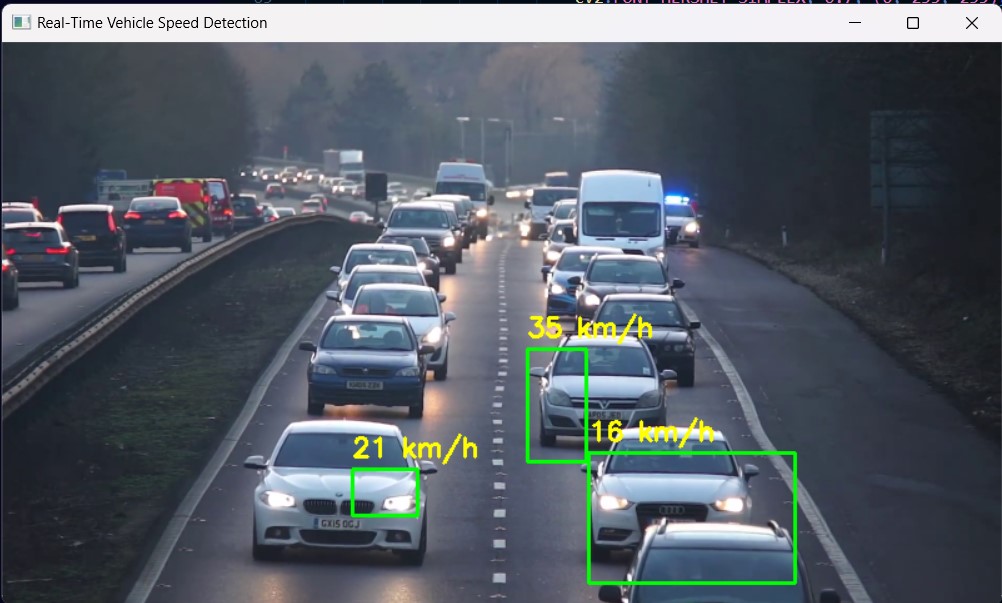 Real-Time Vehicle Speed Detection
35 km/h
16 km/h
21 km/h
GX15 OGJ